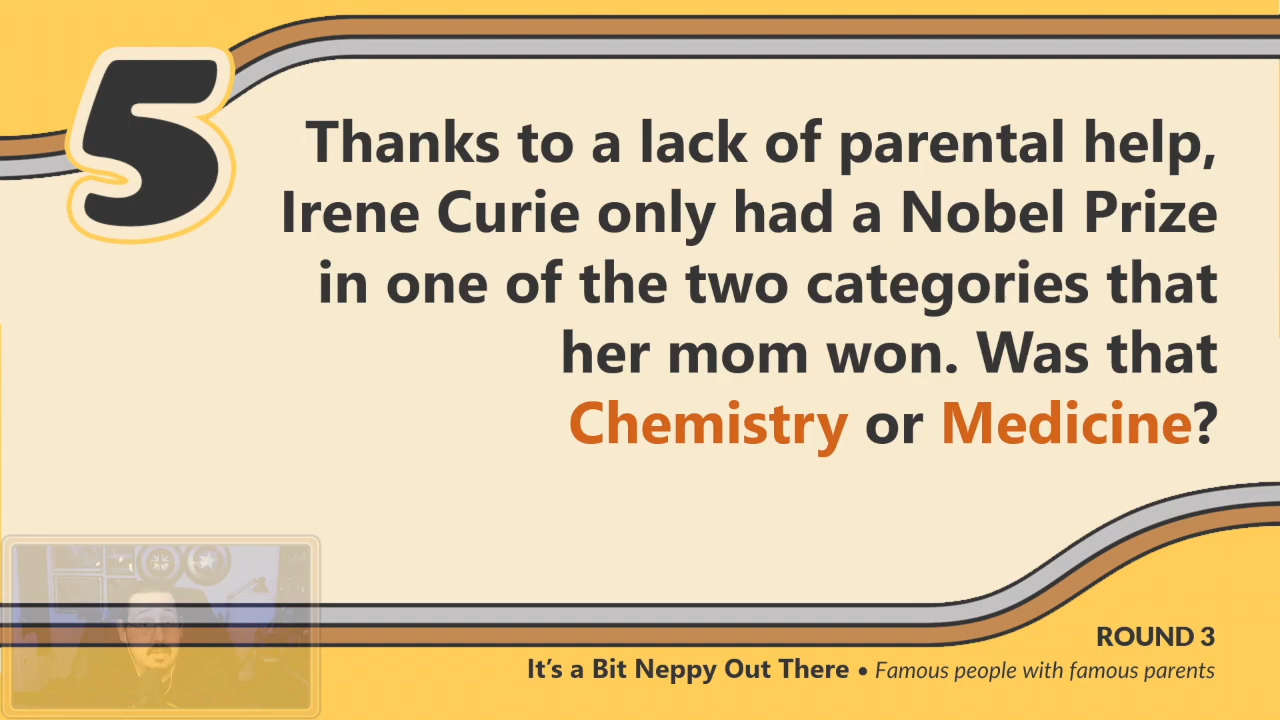 5
Thanks to a lack of parental help,
Irene Curie only had a Nobel Prize
in one of the two categories that
her mom won. Was that
Chemistry or Medicine?
ROUND 3
It’s a Bit Neppy Out There • Famous people with famous parents